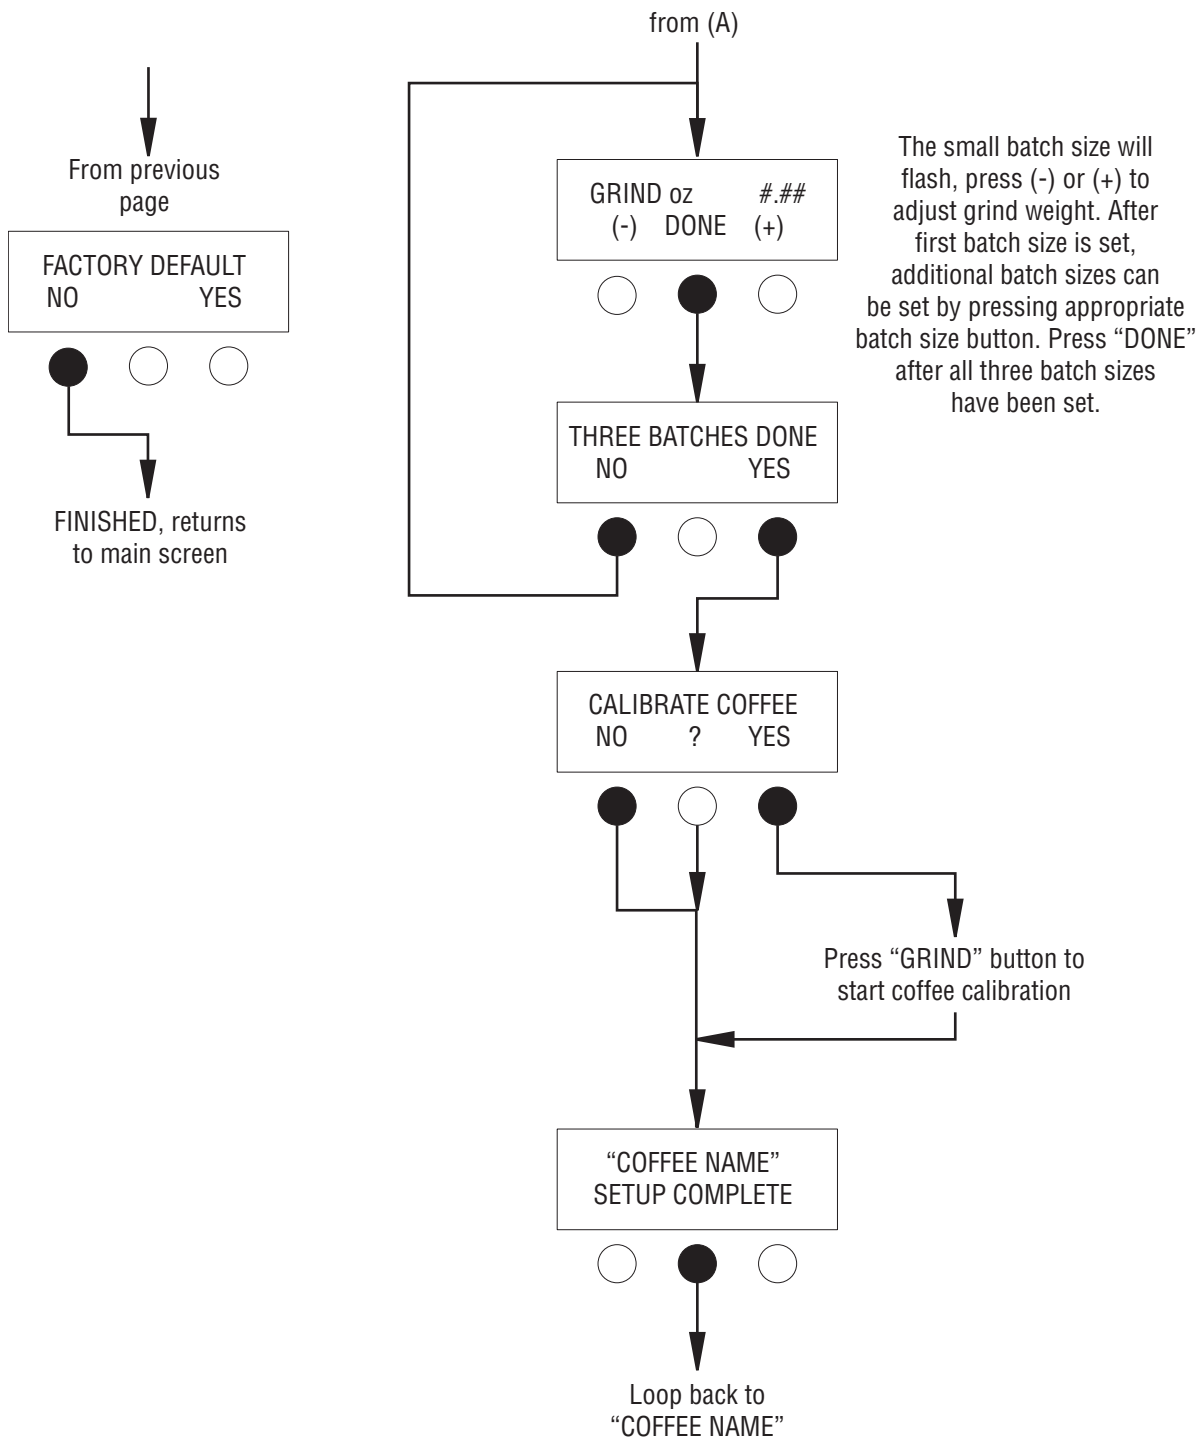 from (A)
From previous
page
FACTORY DEFAULT
NO YES
FINISHED, returns
to main screen
GRIND oz #.##
(-) DONE (+)
The small batch size will
flash, press (-) or (+) to
adjust grind weight. After
first batch size is set,
additional batch sizes can
be set by pressing appropriate
batch size button. Press “DONE”
after all three batch sizes
have been set.
THREE BATCHES DONE
NO YES
CALIBRATE COFFEE
NO ? YES
Press “GRIND” button to
start coffee calibration
“COFFEE NAME”
SETUP COMPLETE
Loop back to
“COFFEE NAME”